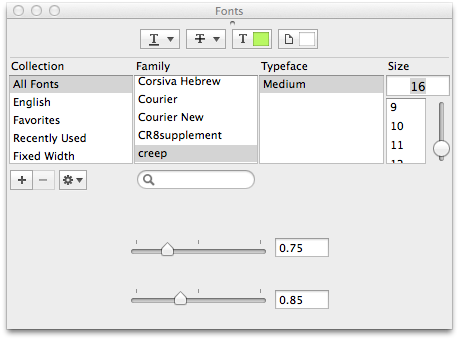 Fonts
T T T
Collection Family Typeface Size
All Fonts
English
Favorites
Recently Used
Fixed Width
Corsiva Hebrew
Courier
Courier New
CR8supplement
creep
Medium
16
9
10
11
+ −
0.75
0.85